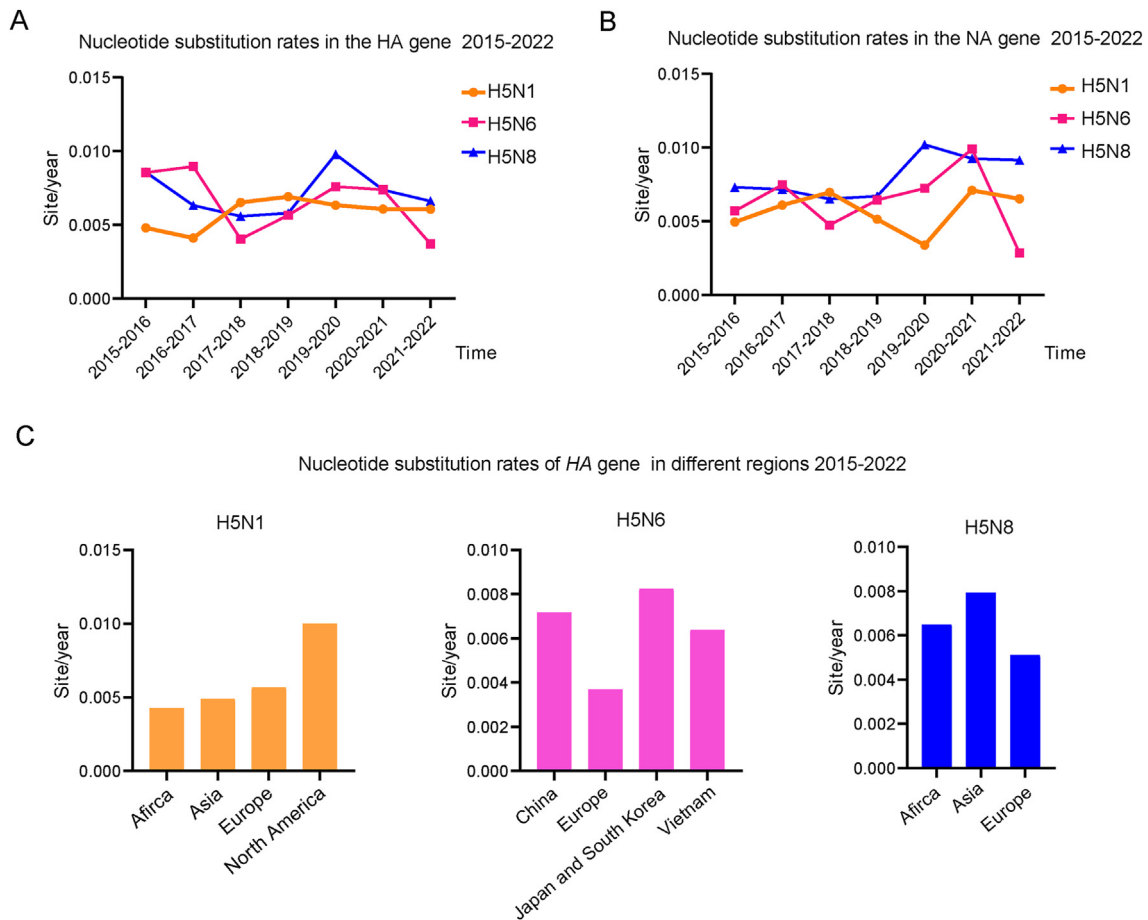 A
Nucleotide substitution rates in the HA gene 2015-2022
0.015
0.010
0.005
0.000
Site/year
H5N1
H5N6
H5N8
2015-2016
2016-2017
2017-2018
2018-2019
2019-2020
2020-2021
2021-2022
Time
B
Nucleotide substitution rates in the NA gene 2015-2022
0.015
0.010
0.005
0.000
Site/year
H5N1
H5N6
H5N8
2015-2016
2016-2017
2017-2018
2018-2019
2019-2020
2020-2021
2021-2022
Time
C
Nucleotide substitution rates of HA gene in different regions 2015-2022
H5N1
0.015
0.010
0.005
0.000
Site/year
Afirca
Asia
Europe
North America
H5N6
0.010
0.008
0.006
0.004
0.002
0.000
Site/year
China
Europe
Japan and South Korea
Vietnam
H5N8
0.010
0.008
0.006
0.004
0.002
0.000
Site/year
Afirca
Asia
Europe